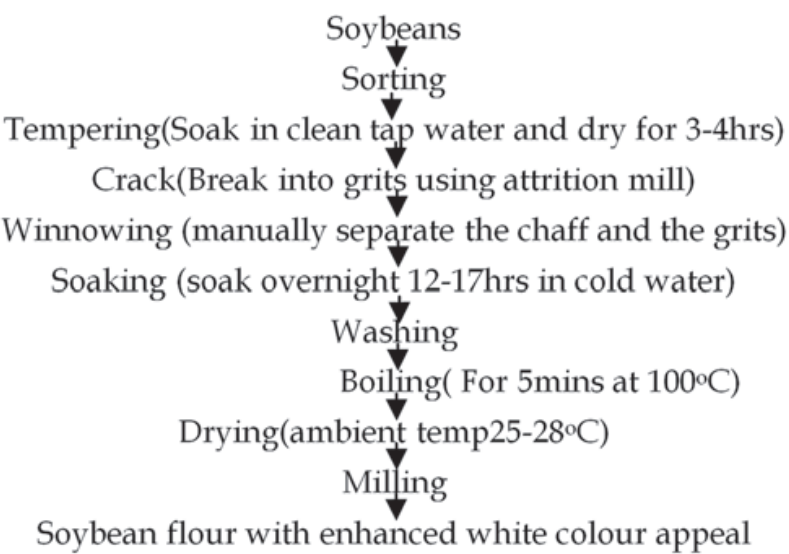 Soybeans
Sorting
Tempering(Soak in clean tap water and dry for 3-4hrs)
Crack(Break into grits using attrition mill)
Winnowing (manually separate the chaff and the grits)
Soaking (soak overnight 12-17hrs in cold water)
Washing
Boiling( For 5mins at 100ºC)
Drying(ambient temp25-28ºC)
Milling
Soybean flour with enhanced white colour appeal